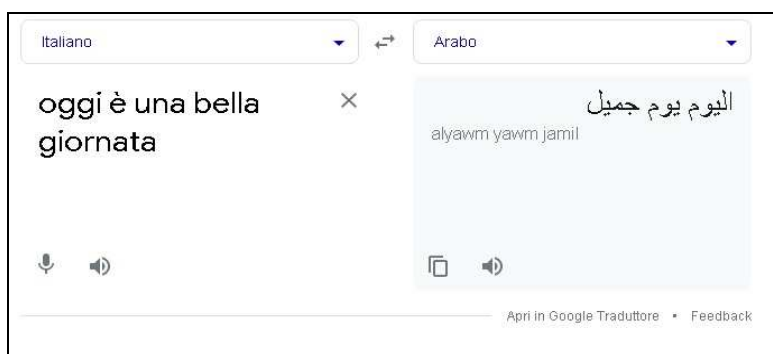 Italiano
Arabo
oggi è una bella
giornata
اليوم يوم جميل
alyawm yawm jamil
Apri in Google Traduttore • Feedback